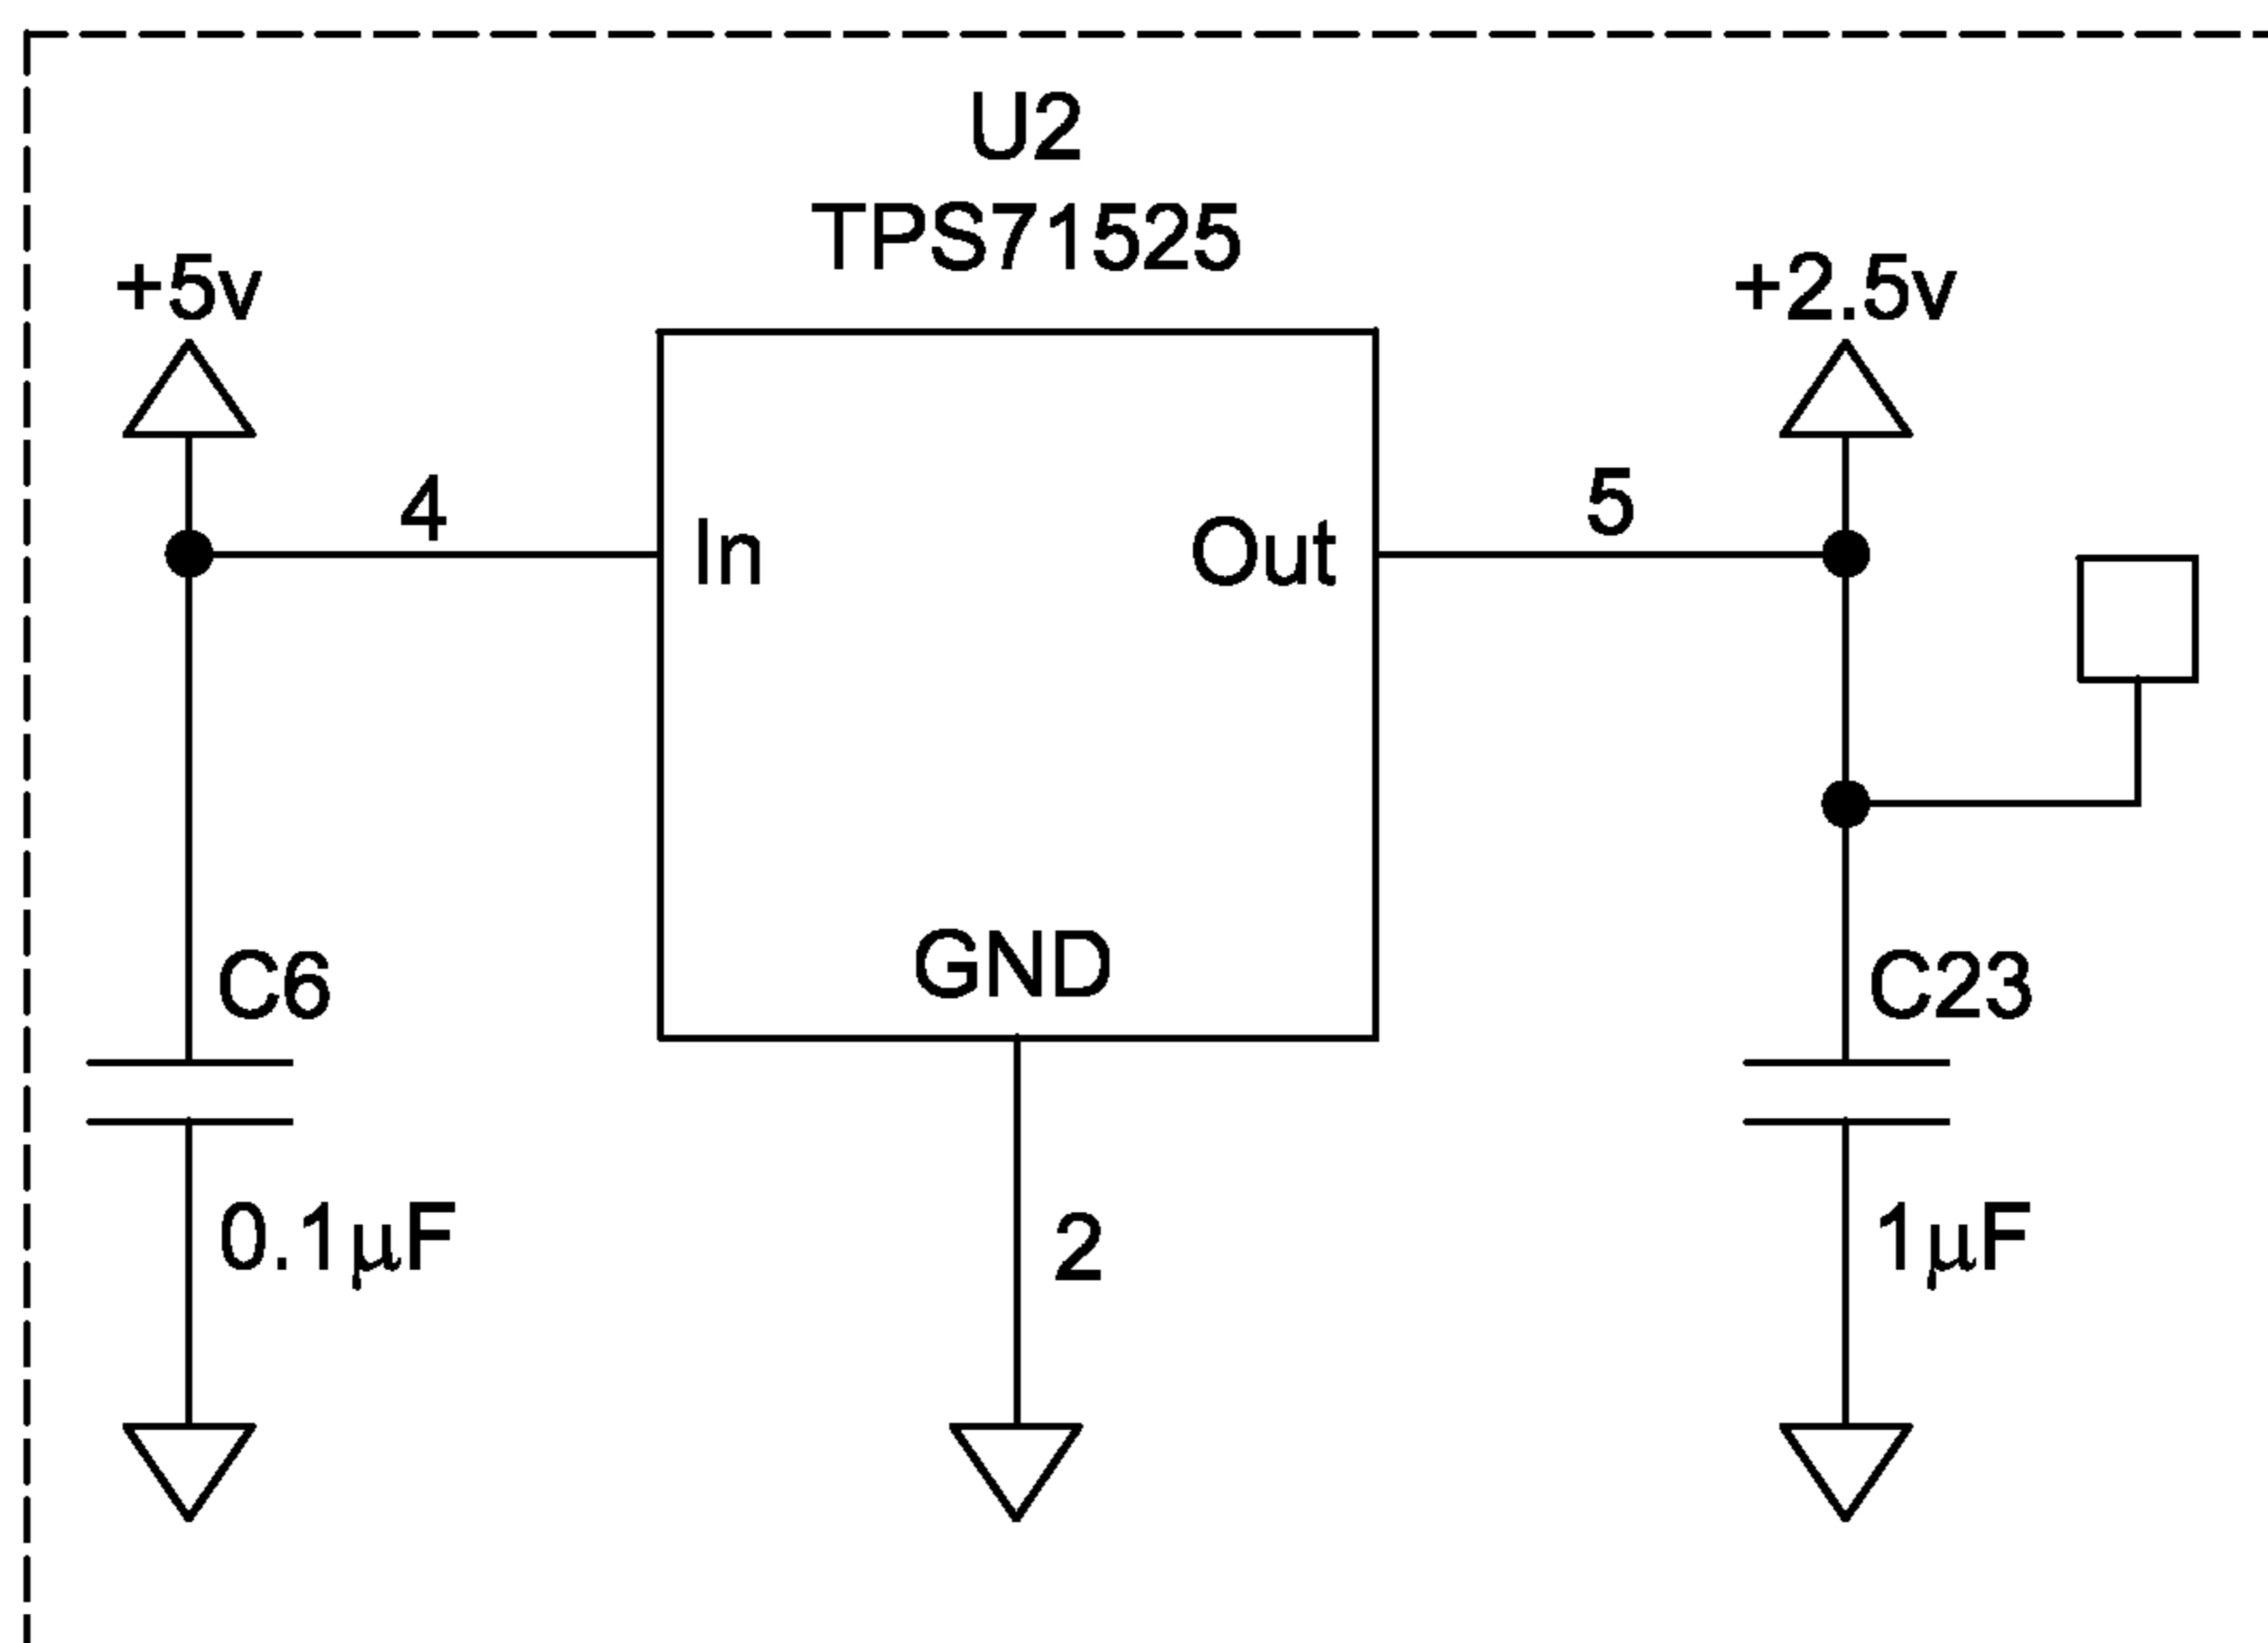 U2
TPS71525
+5v
+2.5v
4
5
In
Out
GND
C6
C23
0.1µF
2
1µF